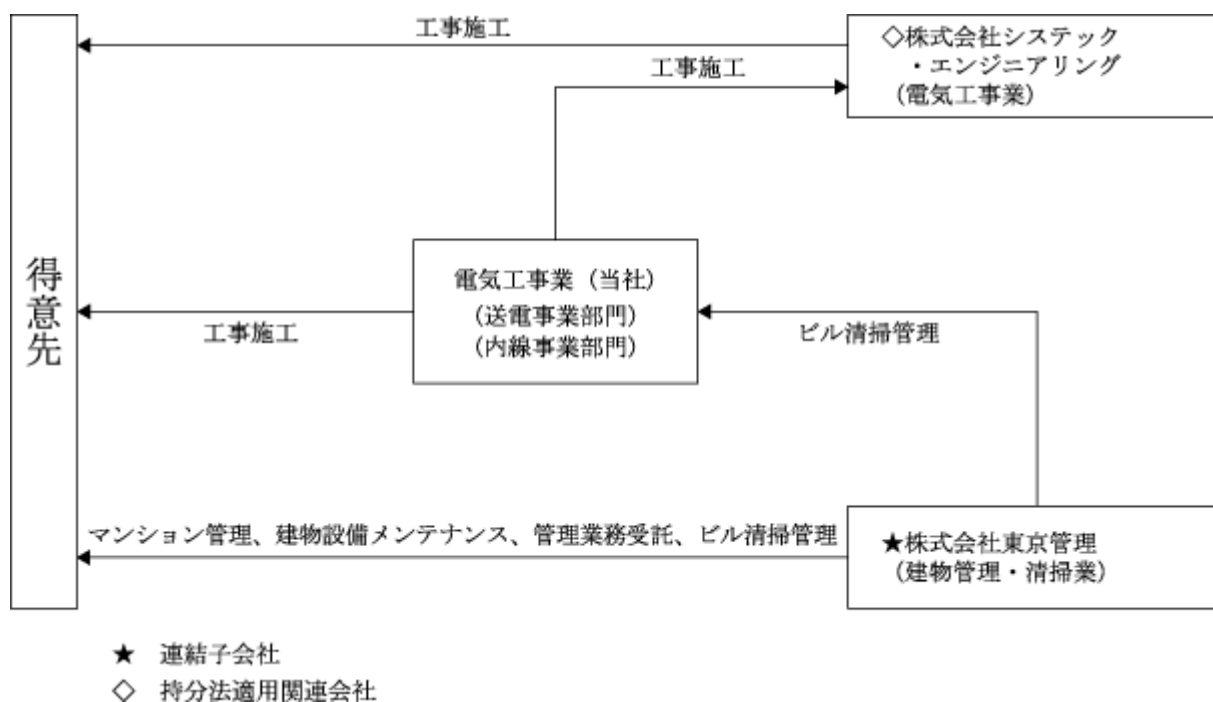 工事施工
◇株式会社システック
・エンジニアリング
(電気工事業)
工事施工
得意先
電気工事業(当社)
(送電事業部門)
(内線事業部門)
工事施工
ビル清掃管理
マンション管理、建物設備メンテナンス、管理業務受託、ビル清掃管理
★株式会社東京管理
(建物管理・清掃業)
★ 連結子会社
◇ 持分法適用関連会社